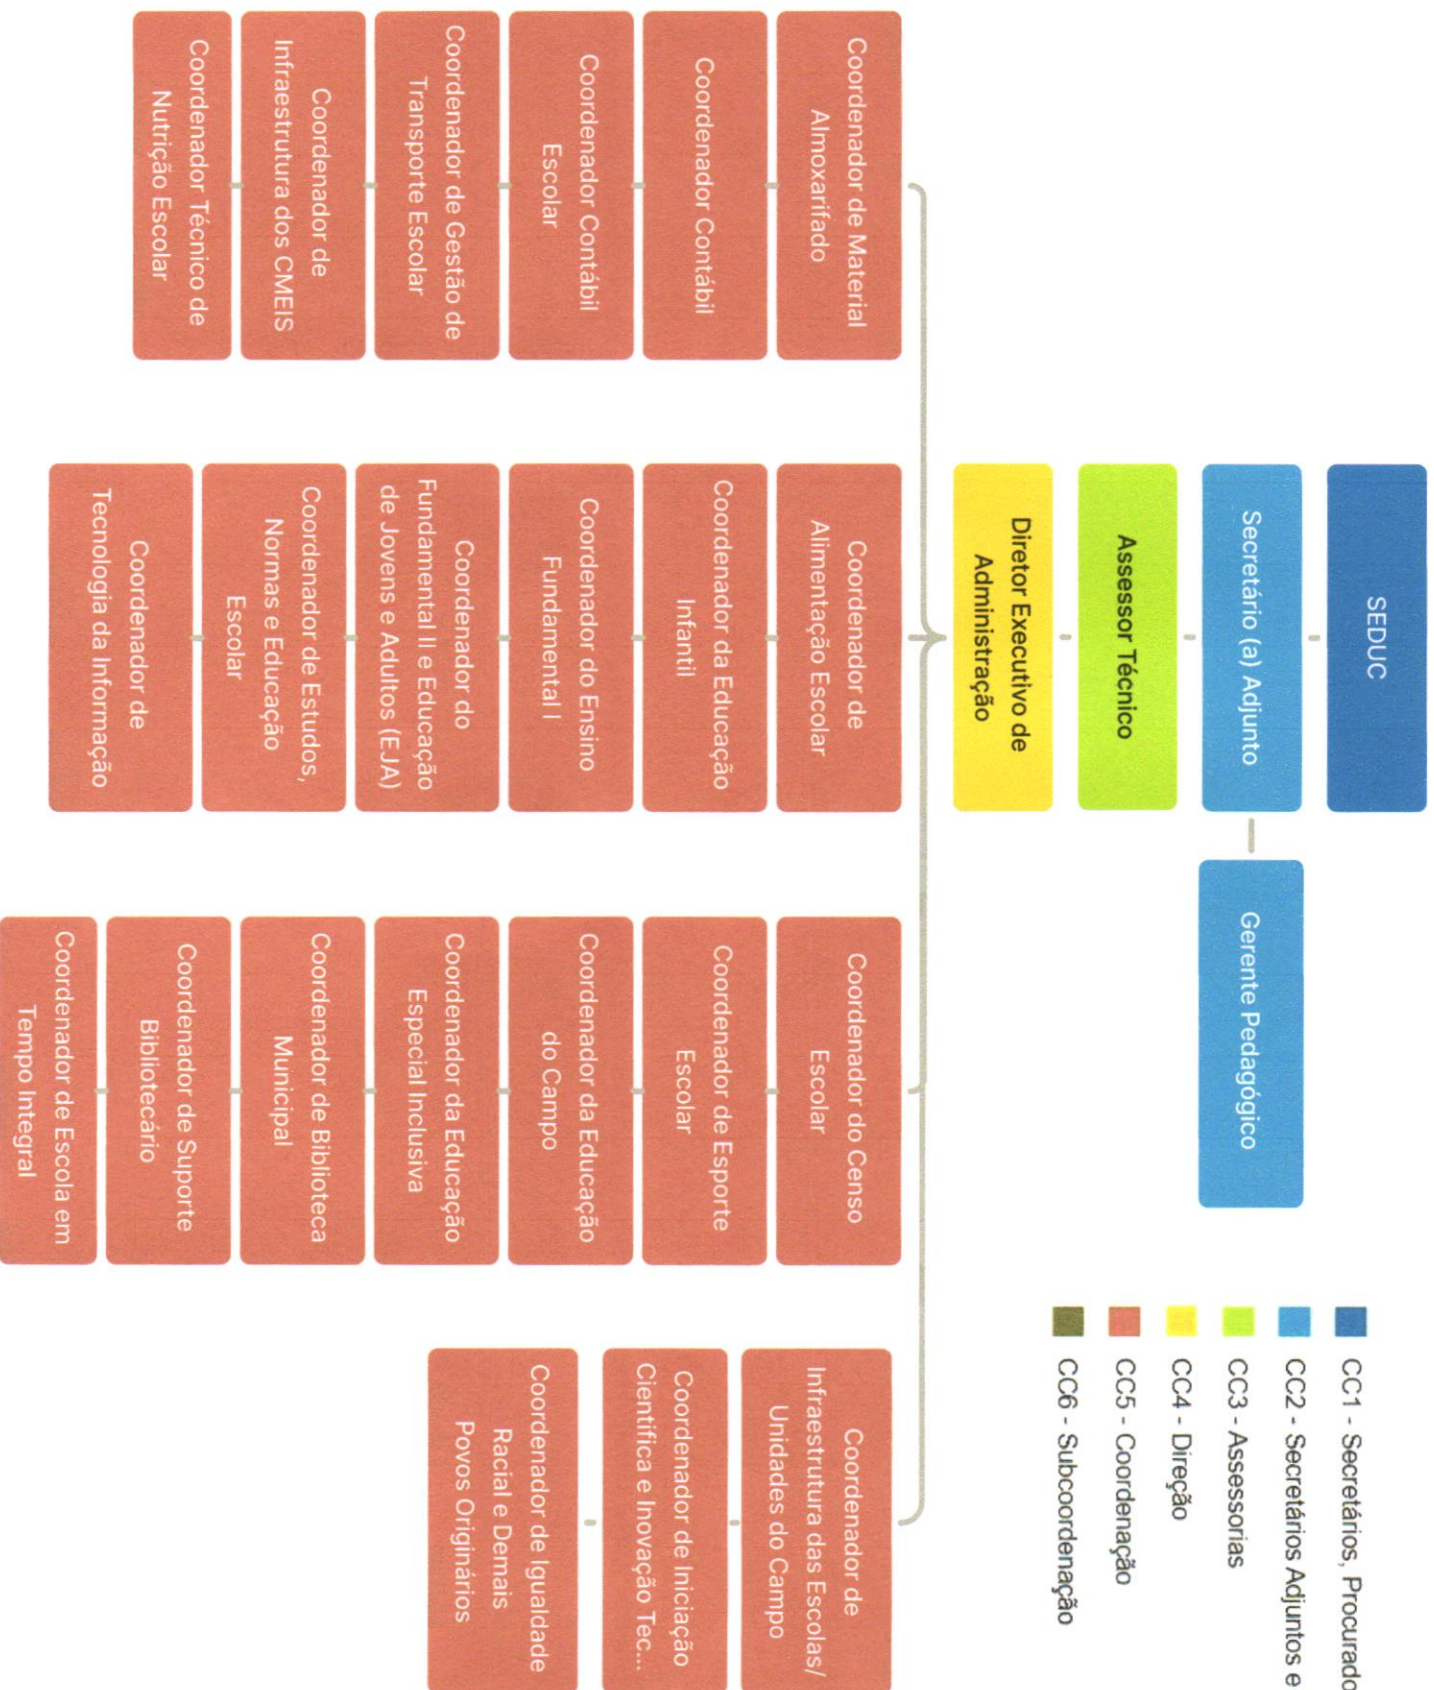 SEDUC
Secretário (a) Adjunto
Gerente Pedagógico
Assessor Técnico
Diretor Executivo de
Administração
CC1 - Secretários, Procurado
CC2 - Secretários Adjuntos e
CC3 - Assessorias
CC4 - Direção
CC5 - Coordenação
CC6 - Subcoordenação
Coordenador de Material
Almoxarifado
Coordenador Contábil
Coordenador Contábil
Escolar
Coordenador de Gestão de
Transporte Escolar
Coordenador de
Infraestrutura dos CMEIS
Coordenador Técnico de
Nutrição Escolar
Coordenador de
Alimentação Escolar
Coordenador da Educação
Infantil
Coordenador do Ensino
Fundamental I
Coordenador do
Fundamental II e Educação
de Jovens e Adultos (EJA)
Coordenador de Estudos,
Normas e Educação
Escolar
Coordenador de
Tecnologia da Informação
Coordenador do Censo
Escolar
Coordenador de Esporte
Escolar
Coordenador da Educação
do Campo
Coordenador da Educação
Especial Inclusiva
Coordenador de Biblioteca
Municipal
Coordenador de Suporte
Bibliotecário
Coordenador de Escola em
Tempo Integral
Coordenador de
Infraestrutura das Escolas/
Unidades do Campo
Coordenador de Iniciação
Cientifica e Inovação Tec...
Coordenador de Igualdade
Racial e Demais
Povos Originários